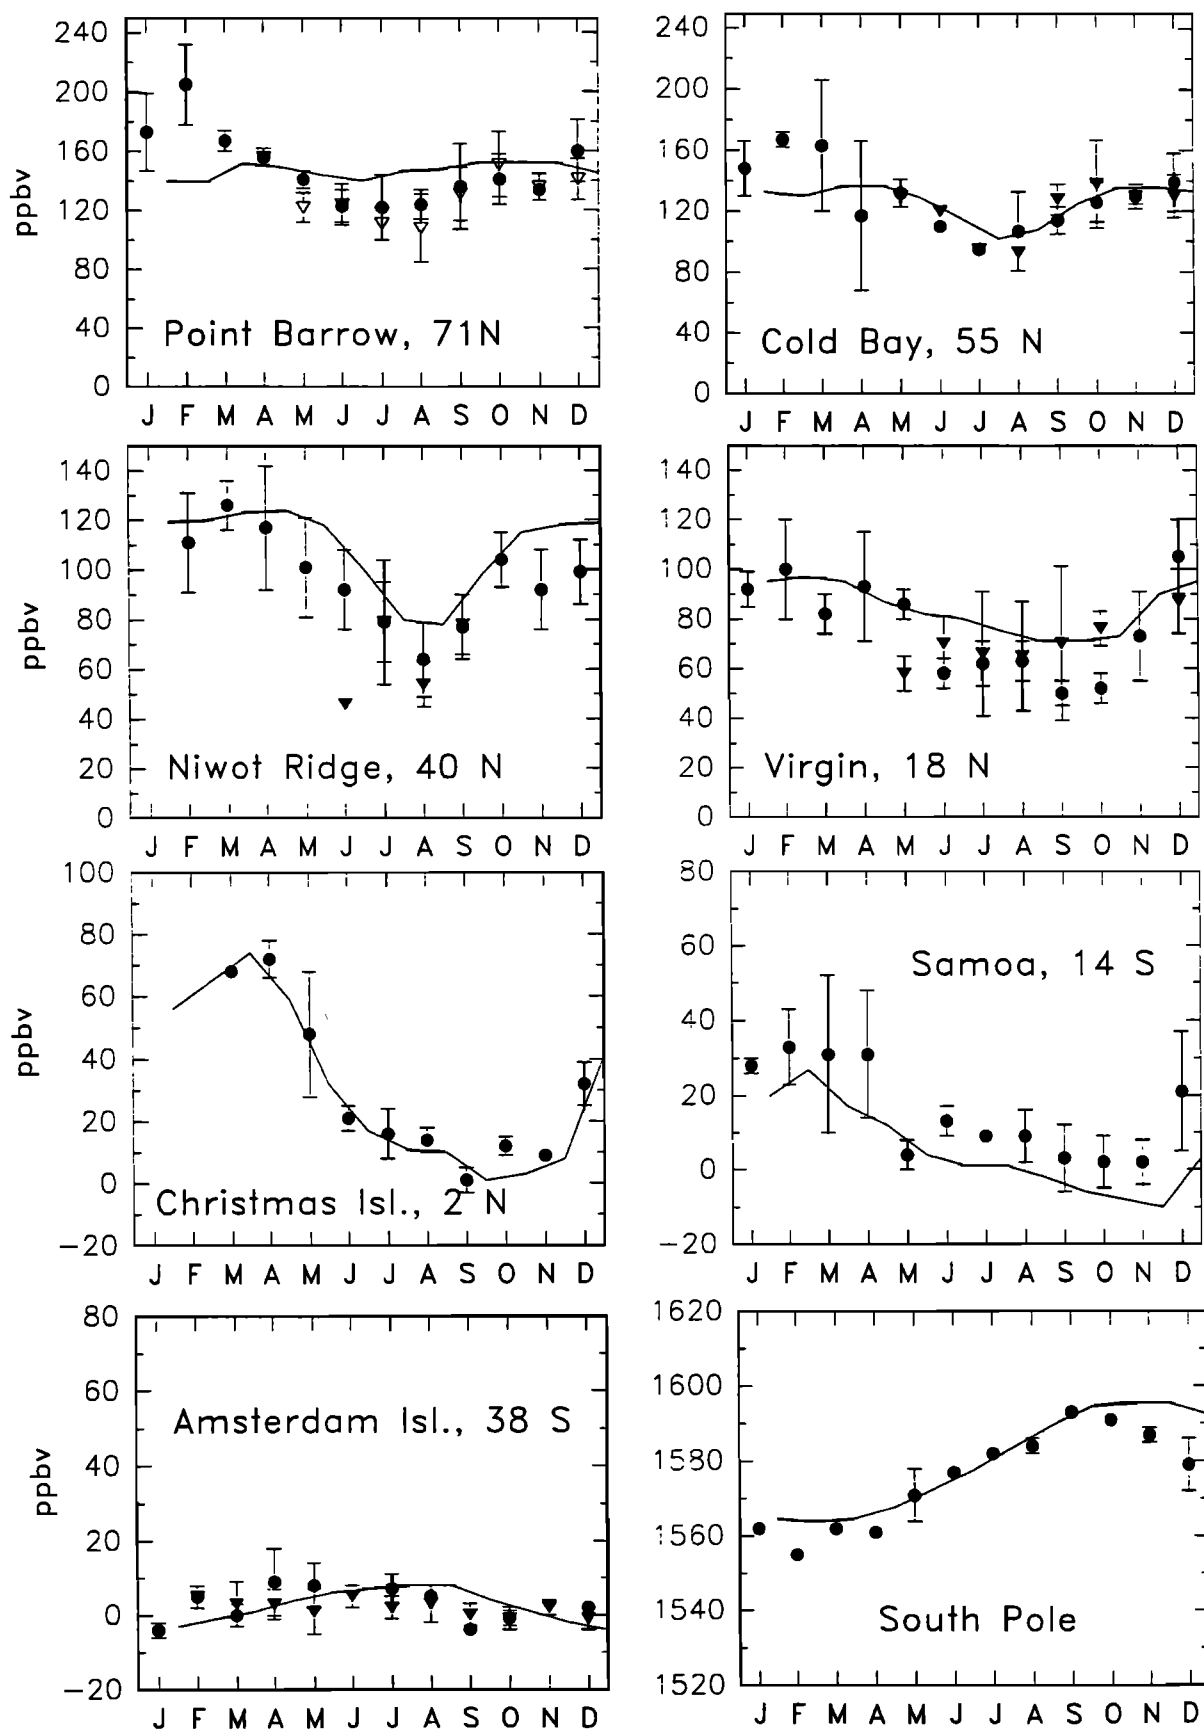 240
200
160
120
80
40
0
ppbv
Point Barrow, 71N
J F M A M J J A S O N D
240
200
160
120
80
40
0
Cold Bay, 55 N
J F M A M J J A S O N D
140
120
100
80
60
40
20
0
ppbv
Niwot Ridge, 40 N
J F M A M J J A S O N D
140
120
100
80
60
40
20
0
Virgin, 18 N
J F M A M J J A S O N D
100
80
60
40
20
0
-20
ppbv
Christmas Isl., 2 N
J F M A M J J A S O N D
80
60
40
20
0
-20
Samoa, 14 S
J F M A M J J A S O N D
80
60
40
20
0
-20
ppbv
Amsterdam Isl., 38 S
J F M A M J J A S O N D
1620
1600
1580
1560
1540
1520
South Pole
J F M A M J J A S O N D